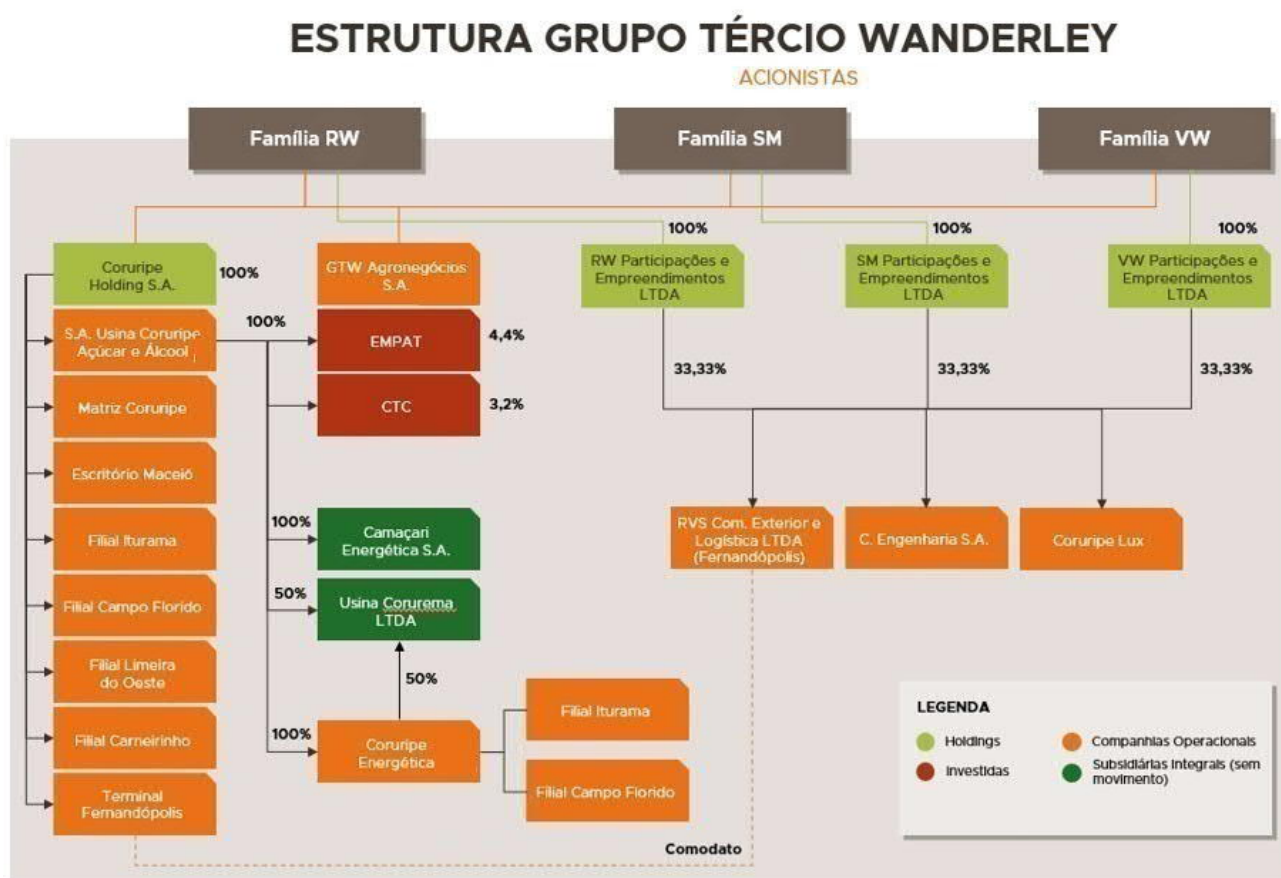 ESTRUTURA GRUPO TÉRCIO WANDERLEY
ACIONISTAS
Família RW
Família SM
Família VW
100%
100%
100%
Coruripe
Holding S.A.
100%
GTW Agronegócios
S.A.
RW Participações e
Empreendimentos
LTDA
SM Participações e
Empreendimentos
LTDA
VW Participações e
Empreendimentos
LTDA
S.A. Usina Coruripe
Açúcar e Álcool
100%
EMPAT
4,4%
33,33%
33,33%
33,33%
Matriz Coruripe
CTC
3,2%
Escritório Maceió
Filial Iturama
100%
Camaçari
Energética S.A.
RVS Com. Exterior e
Logística LTDA
(Fernandópolis)
C. Engenharia S.A.
Coruripe Lux
Filial Campo Florido
50%
Usina Corurema
LTDA
Filial Limeira
do Oeste
50%
Filial Iturama
Filial Carneirinho
100%
Coruripe
Energética
Filial Campo Florido
Terminal
Fernandópolis
Comodato
LEGENDA
Holdings
Companhias Operacionais
Investidas
Subsidiárias Integrais (sem
movimento)